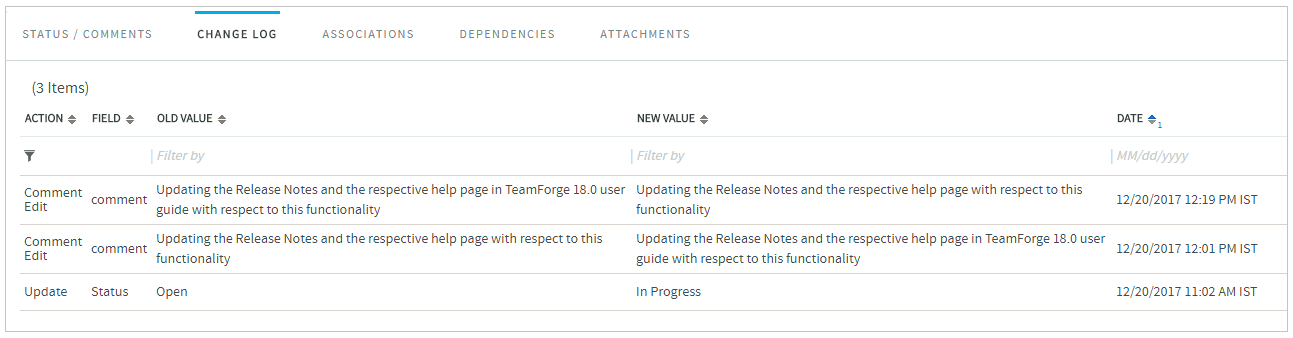 STATUS / COMMENTS CHANGE LOG ASSOCIATIONS DEPENDENCIES ATTACHMENTS
(3 Items)
ACTION FIELD OLD VALUE NEW VALUE DATE 1
Filter by Filter by MM/dd/yyyy
Comment Edit comment Updating the Release Notes and the respective help page in TeamForge 18.0 user guide with respect to this functionality Updating the Release Notes and the respective help page with respect to this functionality 12/20/2017 12:19 PM IST
Comment Edit comment Updating the Release Notes and the respective help page with respect to this functionality Updating the Release Notes and the respective help page in TeamForge 18.0 user guide with respect to this functionality 12/20/2017 12:01 PM IST
Update Status Open In Progress 12/20/2017 11:02 AM IST